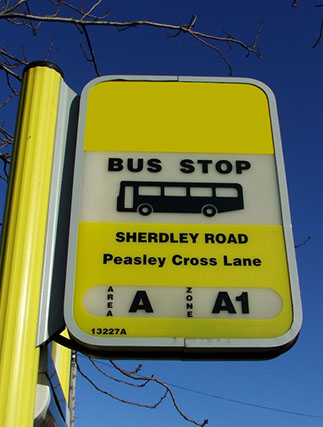 BUS STOP
SHERDLEY ROAD
Peasley Cross Lane
AREA A ZONE A1
13227A